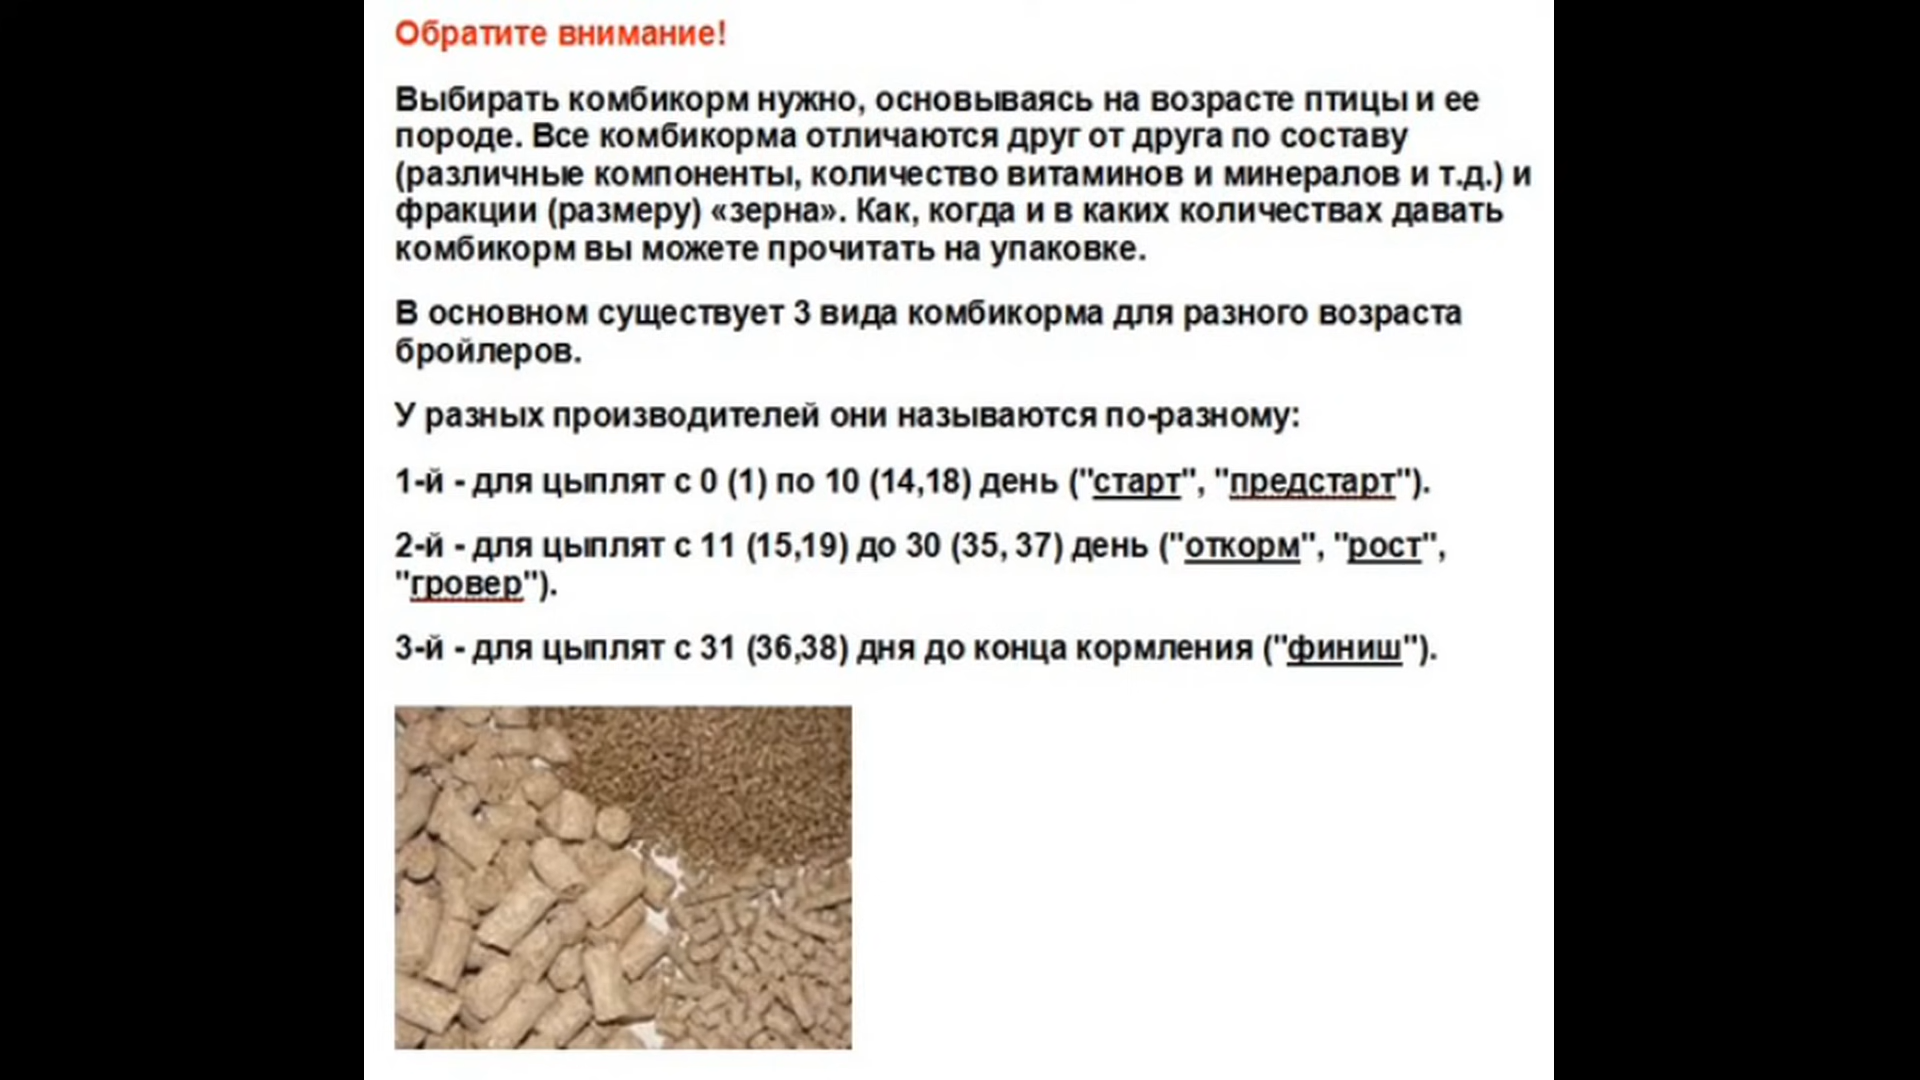 Обратите внимание!
Выбирать комбикорм нужно, основываясь на возрасте птицы и ее
породе. Все комбикорма отличаются друг от друга по составу
(различные компоненты, количество витаминов и минералов и т.д.) и
фракции (размеру) «зерна». Как, когда и в каких количествах давать
комбикорм вы можете прочитать на упаковке.
В основном существует 3 вида комбикорма для разного возраста
бройлеров.
У разных производителей они называются по-разному:
1-й - для цыплят с 0 (1) по 10 (14,18) день ("старт", "предстарт").
2-й - для цыплят с 11 (15,19) до 30 (35, 37) день ("откорм", "рост",
"гровер").
3-й - для цыплят с 31 (36,38) дня до конца кормления ("финиш").